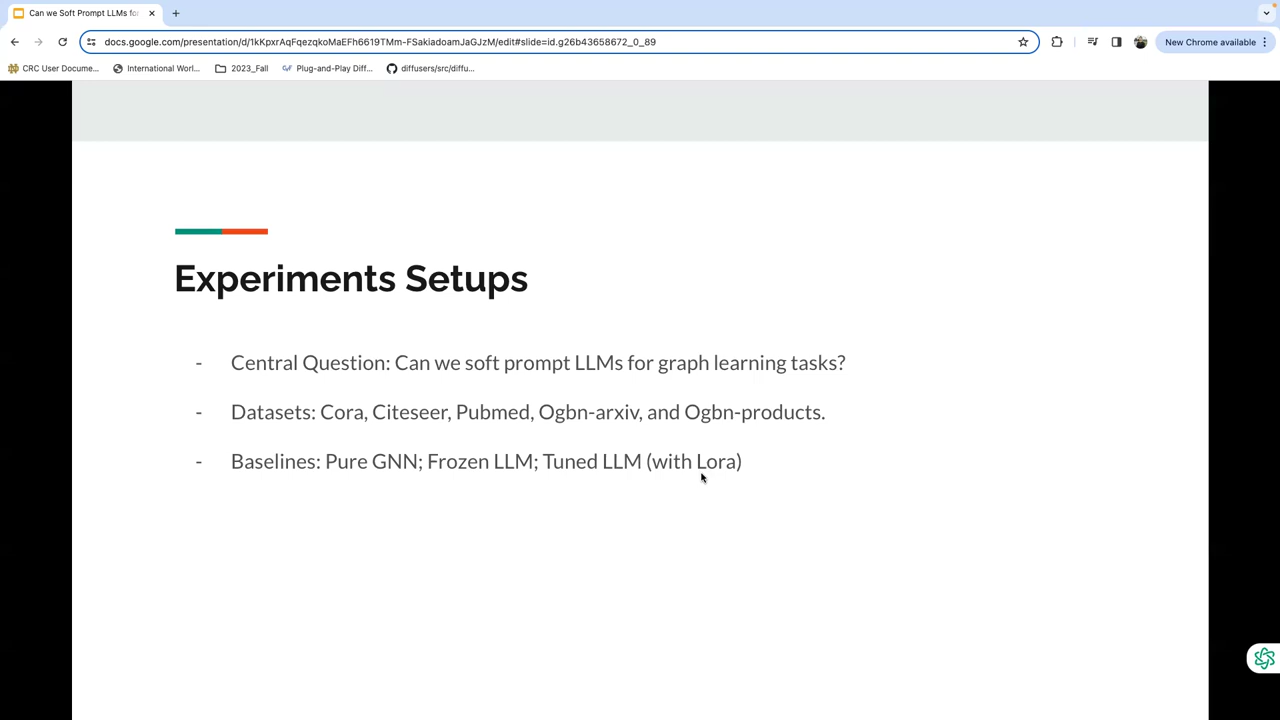 Can we Soft Prompt LLMs for
docs.google.com/presentation/d/1kKpxrAqFqezqkoMaEFh6619TMm-FSakiadoamJaGJzM/edit#slide=id.g26b43658672_0_89
New Chrome available
CRC User Docume...
International Worl...
2023_Fall
Plug-and-Play Diff...
diffusers/src/diffu...
Experiments Setups
- Central Question: Can we soft prompt LLMs for graph learning tasks?
- Datasets: Cora, Citeseer, Pubmed, Ogbn-arxiv, and Ogbn-products.
- Baselines: Pure GNN; Frozen LLM; Tuned LLM (with Lora)